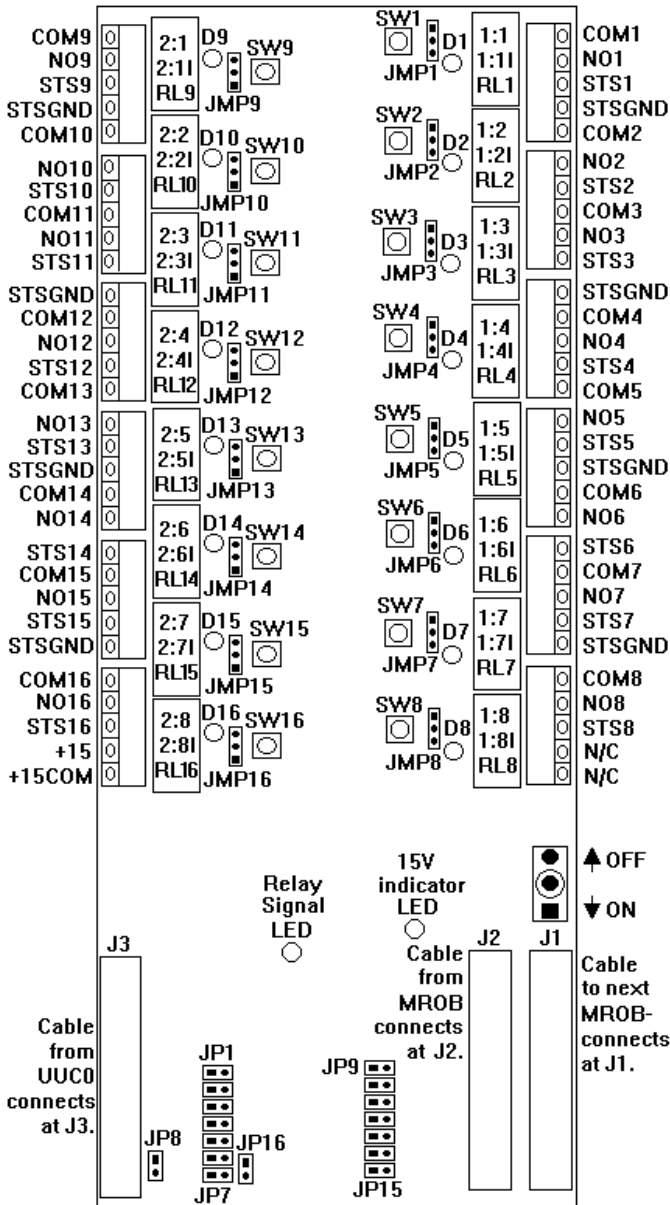 COM9
NO9
STS9
STSGND
COM10
NO10
STS10
COM11
NO11
STS11
STSGND
COM12
NO12
STS12
COM13
NO13
STS13
STSGND
COM14
NO14
STS14
COM15
NO15
STS15
STSGND
COM16
NO16
STS16
+15
+15COM
2:1
2:1I
RL9
D9
SW9
JMP9
2:2
2:2I
RL10
D10
SW10
JMP10
2:3
2:3I
RL11
D11
SW11
JMP11
2:4
2:4I
RL12
D12
SW12
JMP12
2:5
2:5I
RL13
D13
SW13
JMP13
2:6
2:6I
RL14
D14
SW14
JMP14
2:7
2:7I
RL15
D15
SW15
JMP15
2:8
2:8I
RL16
D16
SW16
JMP16
SW1
D1
JMP1
1:1
1:1I
RL1
SW2
D2
JMP2
1:2
1:2I
RL2
SW3
D3
JMP3
1:3
1:3I
RL3
SW4
D4
JMP4
1:4
1:4I
RL4
SW5
D5
JMP5
1:5
1:5I
RL5
SW6
D6
JMP6
1:6
1:6I
RL6
SW7
D7
JMP7
1:7
1:7I
RL7
SW8
D8
JMP8
1:8
1:8I
RL8
COM1
NO1
STS1
STSGND
COM2
NO2
STS2
COM3
NO3
STS3
STSGND
COM4
NO4
STS4
COM5
NO5
STS5
STSGND
COM6
NO6
STS6
COM7
NO7
STS7
STSGND
COM8
NO8
STS8
N/C
N/C
OFF
ON
Relay
Signal
LED
15V
indicator
LED
J3
J2
J1
Cable
from
MROB
connects
at J2.
Cable
to next
MROB-
connects
at J1.
Cable
from
UUC0
connects
at J3.
JP1
JP8
JP16
JP7
JP9
JP15